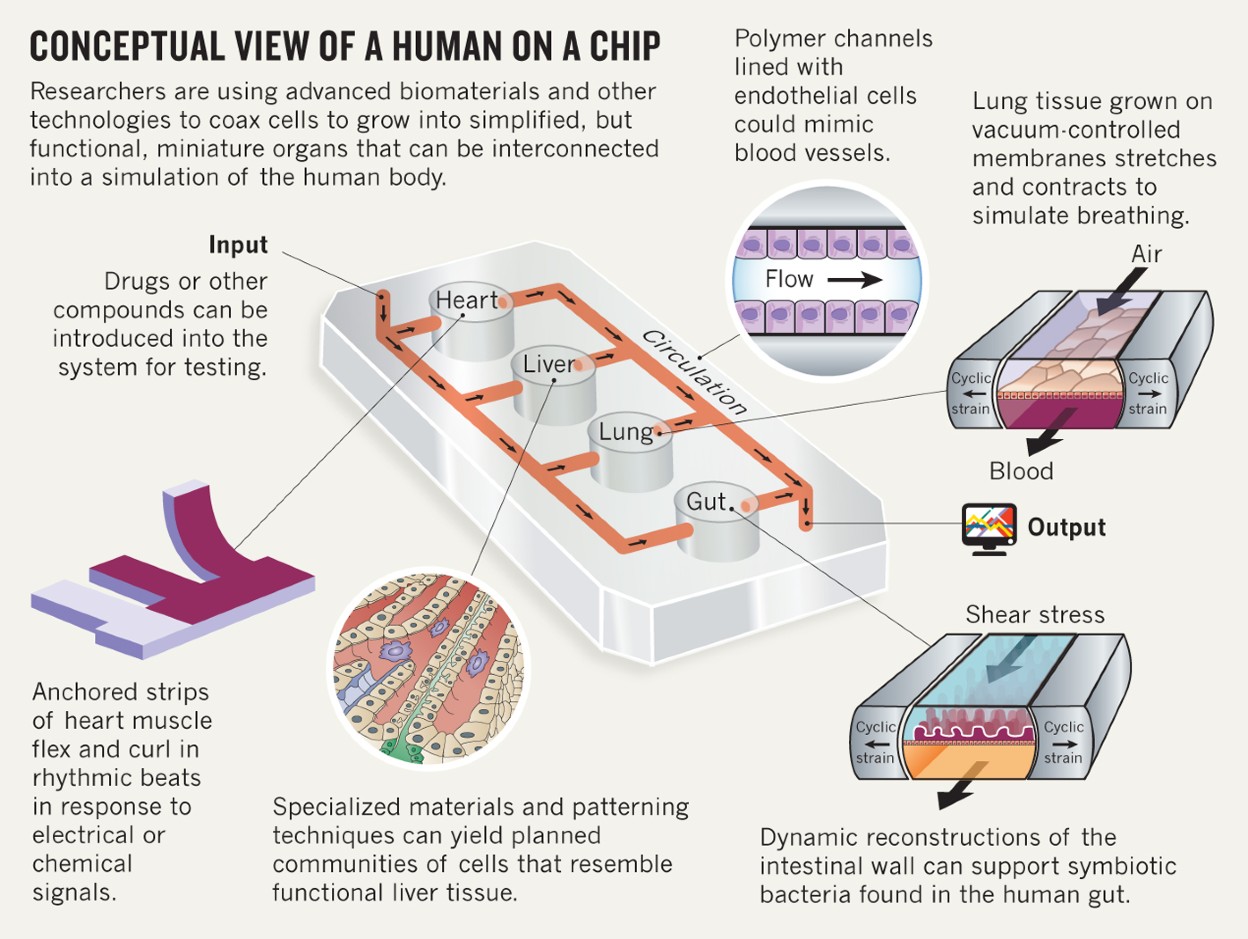 CONCEPTUAL VIEW OF A HUMAN ON A CHIP
Researchers are using advanced biomaterials and other
technologies to coax cells to grow into simplified, but
functional, miniature organs that can be interconnected
into a simulation of the human body.
Polymer channels
lined with
endothelial cells
could mimic
blood vessels.
Lung tissue grown on
vacuum-controlled
membranes stretches
and contracts to
simulate breathing.
Input
Drugs or other
compounds can be
introduced into the
system for testing.
Heart
Liver
Lung
Gut
Circulation
Flow
Air
Cyclic
strain
Cyclic
strain
Blood
Output
Shear stress
Cyclic
strain
Cyclic
strain
Anchored strips
of heart muscle
flex and curl in
rhythmic beats
in response to
electrical or
chemical
signals.
Specialized materials and patterning
techniques can yield planned
communities of cells that resemble
functional liver tissue.
Dynamic reconstructions of the
intestinal wall can support symbiotic
bacteria found in the human gut.